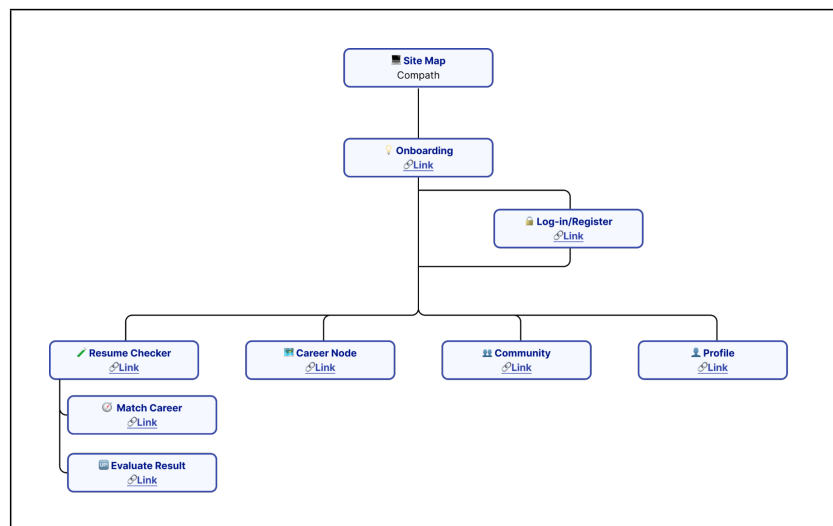 Site Map
Compath
Onboarding
Link
Log-in/Register
Link
Resume Checker
Link
Career Node
Link
Community
Link
Profile
Link
Match Career
Link
UP! Evaluate Result
Link